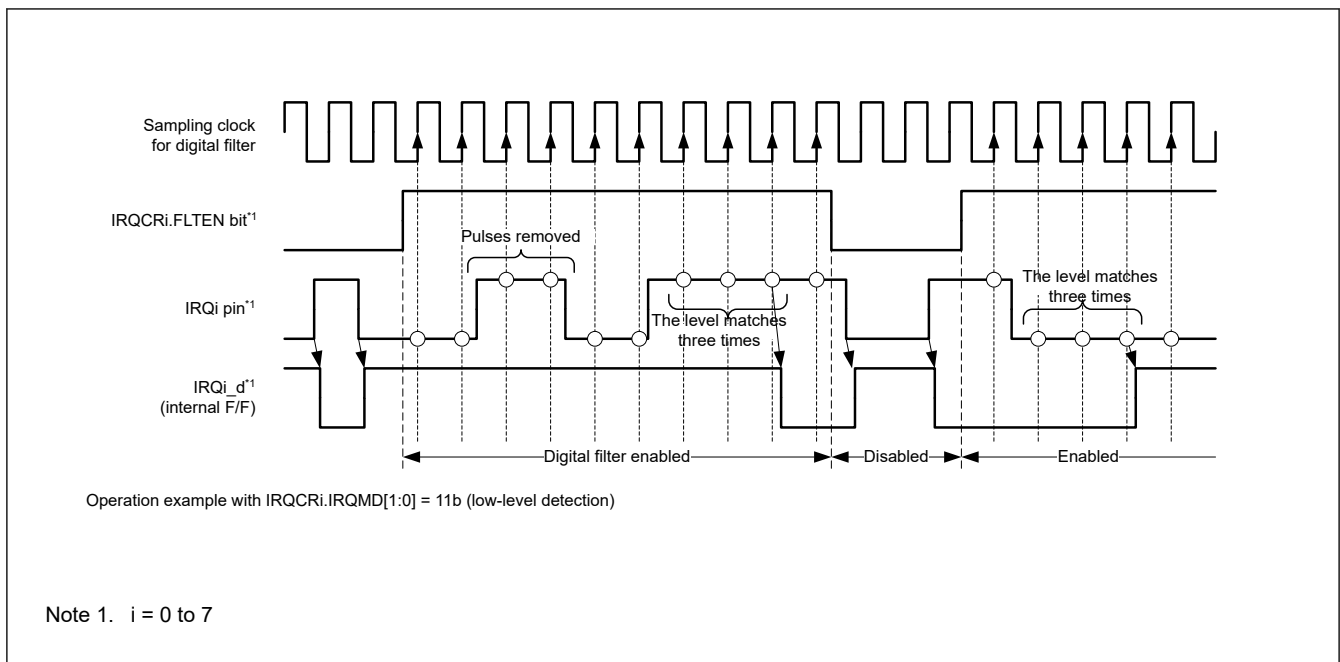 Sampling clock
for digital filter
IRQCRi.FLTEN bit*1
Pulses removed
IRQi pin*1
The level matches
three times
The level matches
three times
IRQi_d*1
(internal F/F)
Digital filter enabled
Disabled
Enabled
Operation example with IRQCRi.IRQMD[1:0] = 11b (low-level detection)
Note 1. i = 0 to 7